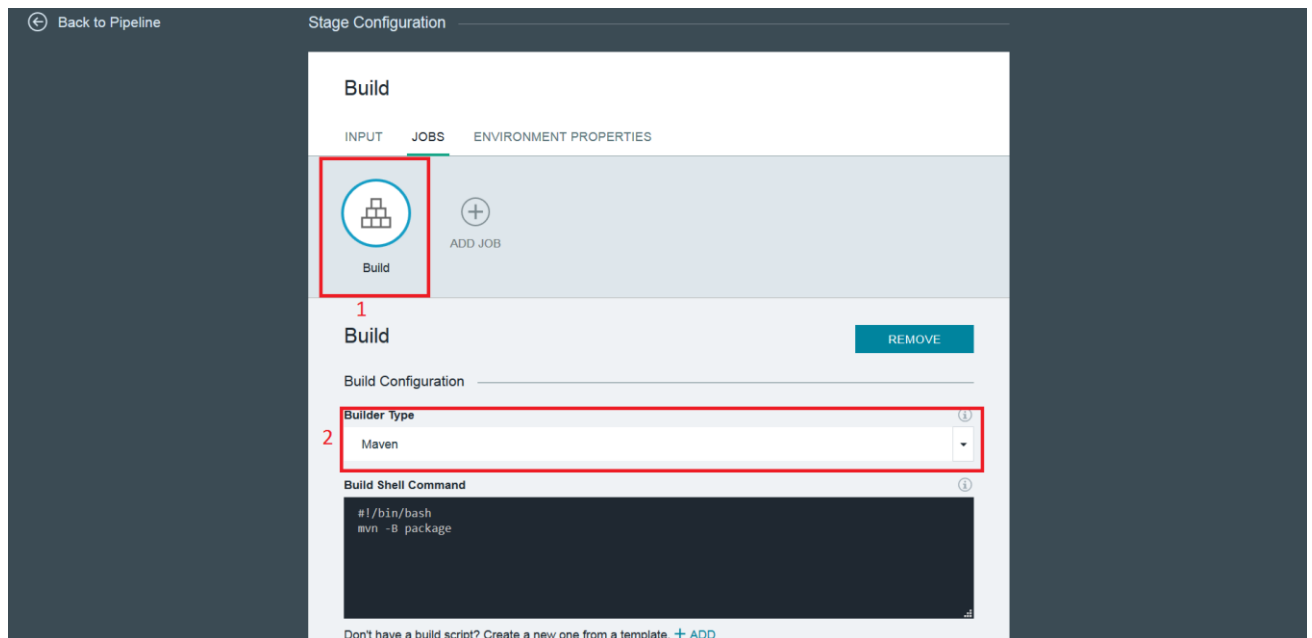 Back to Pipeline
Stage Configuration
Build
INPUT JOBS ENVIRONMENT PROPERTIES
Build
ADD JOB
1
Build
REMOVE
Build Configuration
Builder Type
2
Maven
Build Shell Command
#!/bin/bash
mvn -B package
Don't have a build script? Create a new one from a template. + ADD